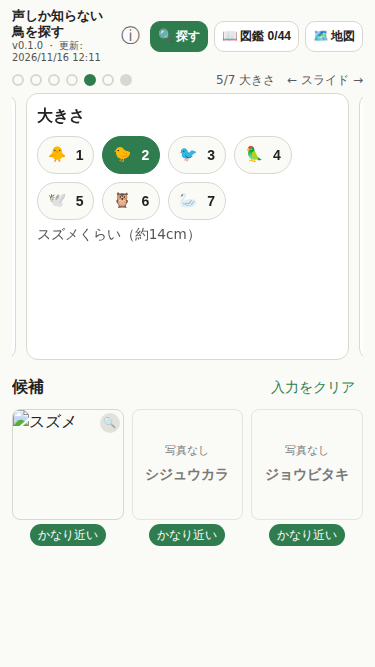 声しか知らない
鳥を探す
v0.1.0 · 更新:
2026/11/16 12:11
ⓘ
🔍 探す
📖 図鑑 0/44
🗺️ 地図
5/7 大きさ ← スライド →
大きさ
🐥 1
🐤 2
🐦 3
🦜 4
🕊️ 5
🦉 6
🦢 7
スズメくらい（約14cm）
候補
入力をクリア
スズメ
🔍
写真なし
シジュウカラ
写真なし
ジョウビタキ
かなり近い
かなり近い
かなり近い